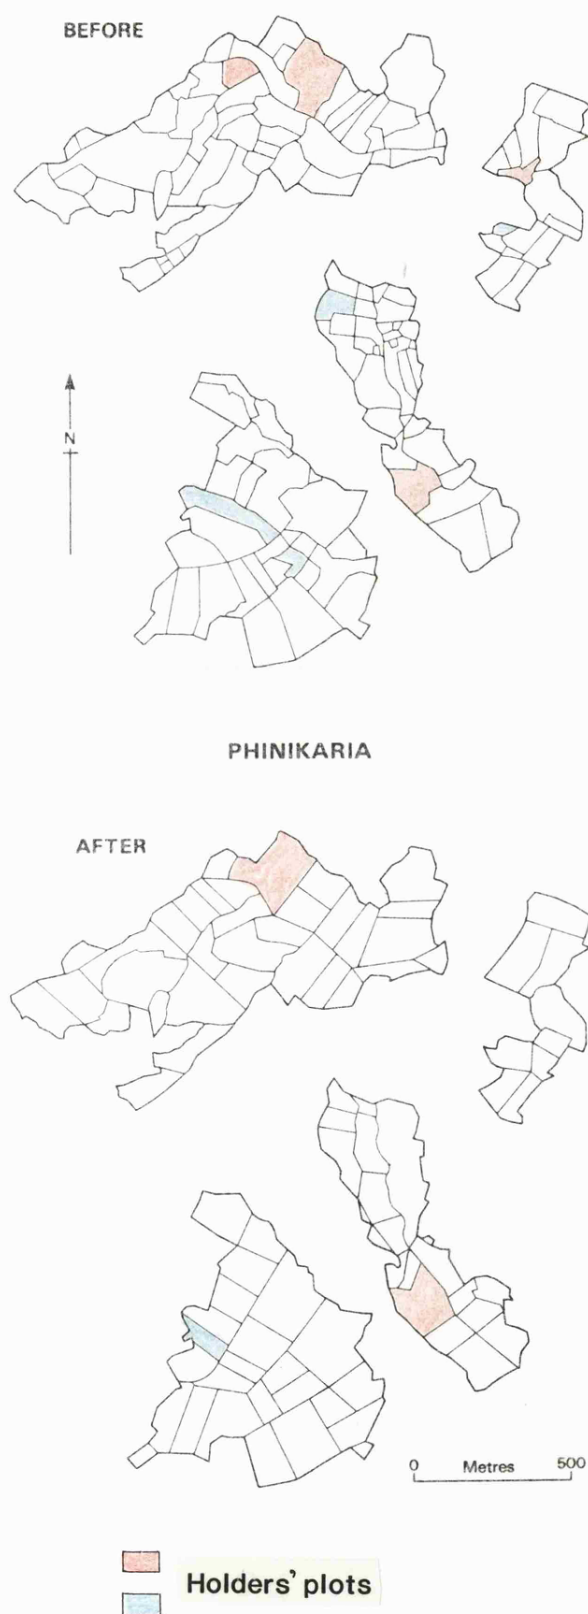 BEFORE
N
PHINIKARIA
AFTER
0 Metres 500
Holders' plots